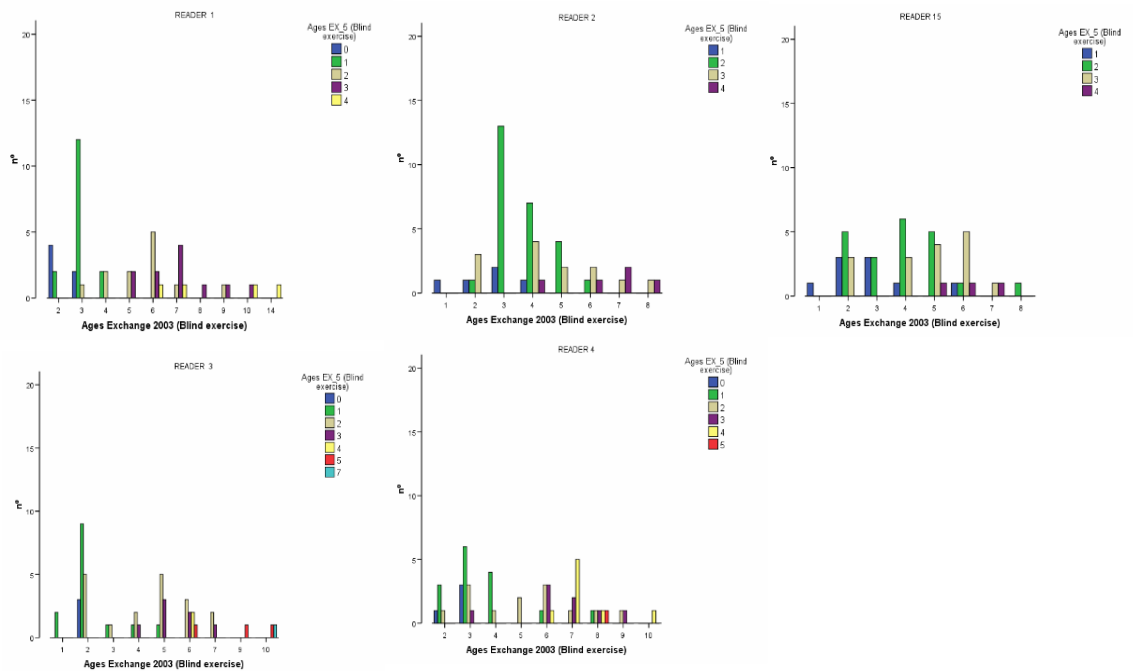 READER 1
Ages EX_5 (Blind
exercise)
0
1
2
3
4
20
15
10
5
0
nº
2 3 4 5 6 7 8 9 10 14
Ages Exchange 2003 (Blind exercise)
READER 2
Ages EX_5 (Blind
exercise)
1
2
3
4
20
15
10
5
0
nº
1 2 3 4 5 6 7 8
Ages Exchange 2003 (Blind exercise)
READER 15
Ages EX_5 (Blind
exercise)
1
2
3
4
20
15
10
5
0
nº
1 2 3 4 5 6 7 8
Ages Exchange 2003 (Blind exercise)
READER 3
Ages EX_5 (Blind
exercise)
0
1
2
3
4
5
7
20
15
10
5
0
nº
1 2 3 4 5 6 7 9 10
Ages Exchange 2003 (Blind exercise)
READER 4
Ages EX_5 (Blind
exercise)
0
1
2
3
4
5
20
15
10
5
0
nº
2 3 4 5 6 7 8 9 10
Ages Exchange 2003 (Blind exercise)